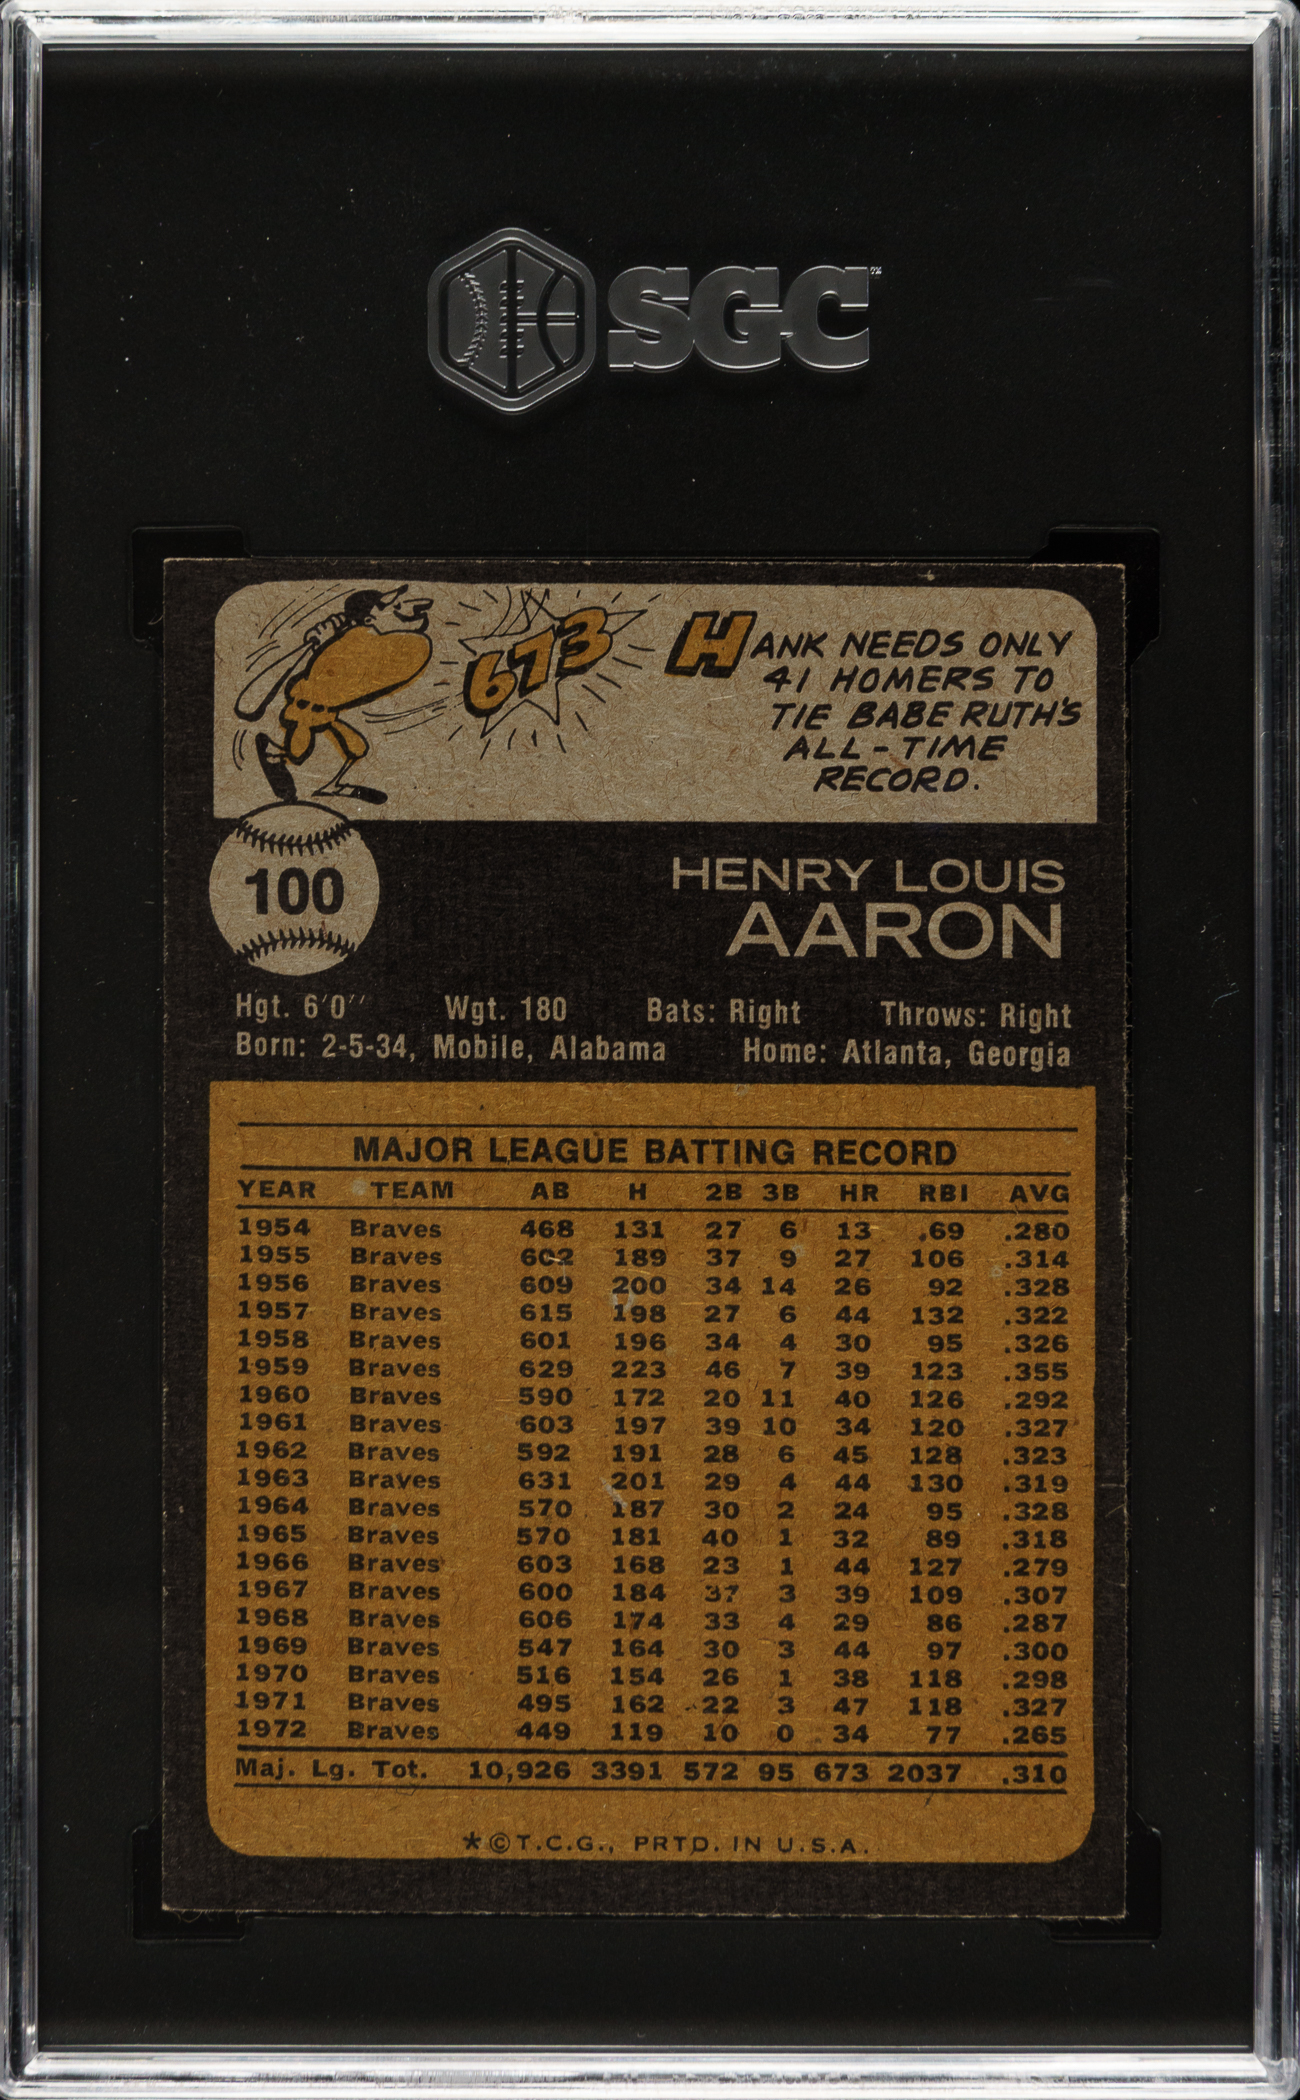 SGC™
673
HANK NEEDS ONLY
41 HOMERS TO
TIE BABE RUTH'S
ALL-TIME
RECORD.
100
HENRY LOUIS
AARON
Hgt. 6'0'' Wgt. 180 Bats: Right Throws: Right
Born: 2-5-34, Mobile, Alabama Home: Atlanta, Georgia
MAJOR LEAGUE BATTING RECORD
YEAR TEAM AB H 2B 3B HR RBI AVG
1954 Braves 468 131 27 6 13 .69 .280
1955 Braves 602 189 37 9 27 106 .314
1956 Braves 609 200 34 14 26 92 .328
1957 Braves 615 198 27 6 44 132 .322
1958 Braves 601 196 34 4 30 95 .326
1959 Braves 629 223 46 7 39 123 .355
1960 Braves 590 172 20 11 40 126 .292
1961 Braves 603 197 39 10 34 120 .327
1962 Braves 592 191 28 6 45 128 .323
1963 Braves 631 201 29 4 44 130 .319
1964 Braves 570 187 30 2 24 95 .328
1965 Braves 570 181 40 1 32 89 .318
1966 Braves 603 168 23 1 44 127 .279
1967 Braves 600 184 37 3 39 109 .307
1968 Braves 606 174 33 4 29 86 .287
1969 Braves 547 164 30 3 44 97 .300
1970 Braves 516 154 26 1 38 118 .298
1971 Braves 495 162 22 3 47 118 .327
1972 Braves 449 119 10 0 34 77 .265
Maj. Lg. Tot. 10,926 3391 572 95 673 2037 .310
*©T.C.G., PRTD. IN U.S.A.